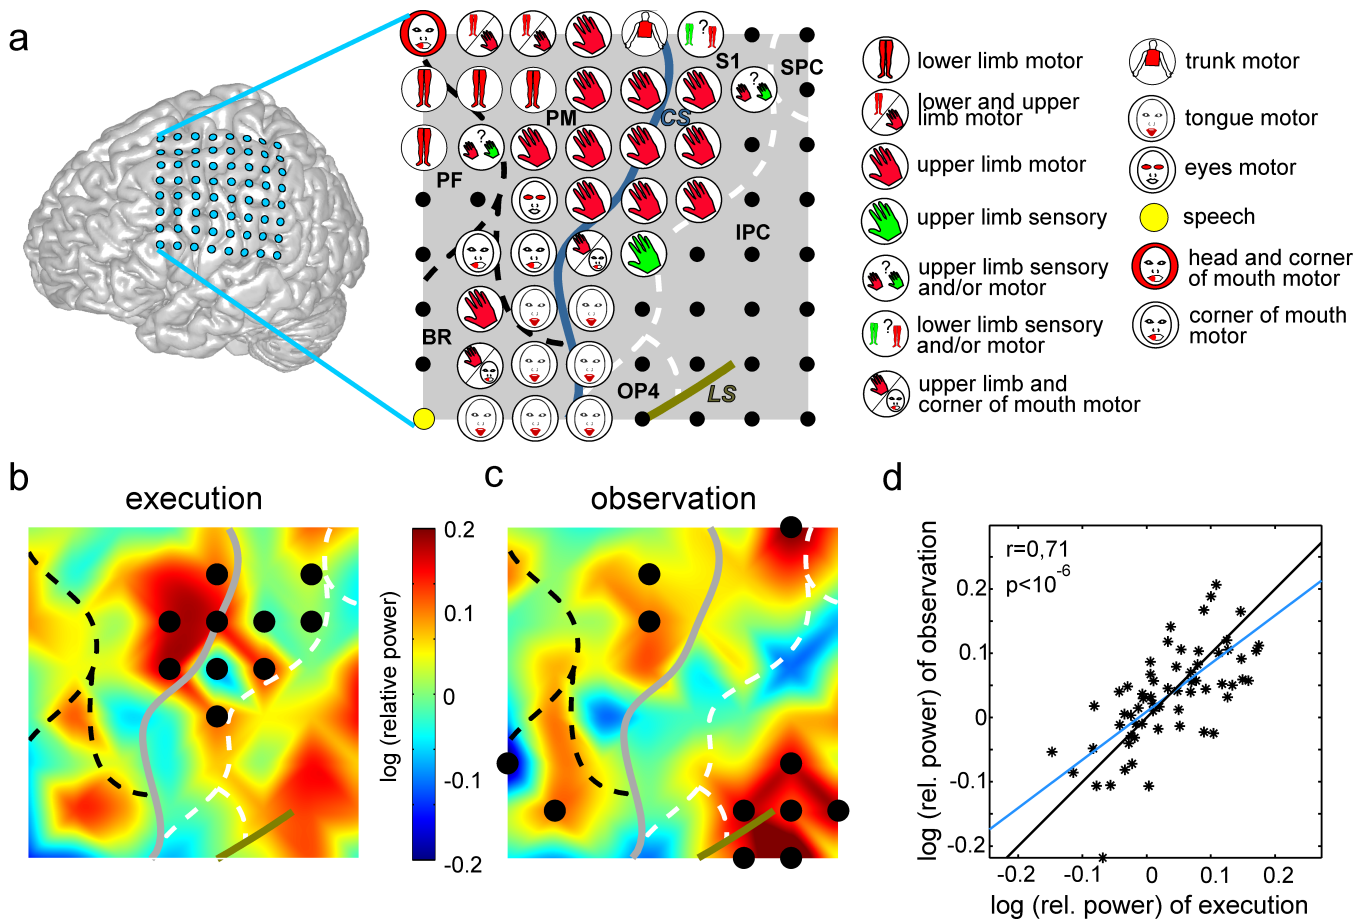 a
S1
SPC
PM
CS
PF
IPC
BR
OP4
LS
?
?
?
lower limb motor
lower and upper
limb motor
upper limb motor
upper limb sensory
?
upper limb sensory
and/or motor
?
lower limb sensory
and/or motor
upper limb and
corner of mouth motor
trunk motor
tongue motor
eyes motor
speech
head and corner
of mouth motor
corner of mouth
motor
b
execution
0.2
0.1
0
-0.1
-0.2
log (relative power)
c
observation
d
r=0,71
p<10-6
0.2
0.1
0
-0.1
-0.2
log (rel. power) of observation
-0.2
-0.1
0
0.1
0.2
log (rel. power) of execution